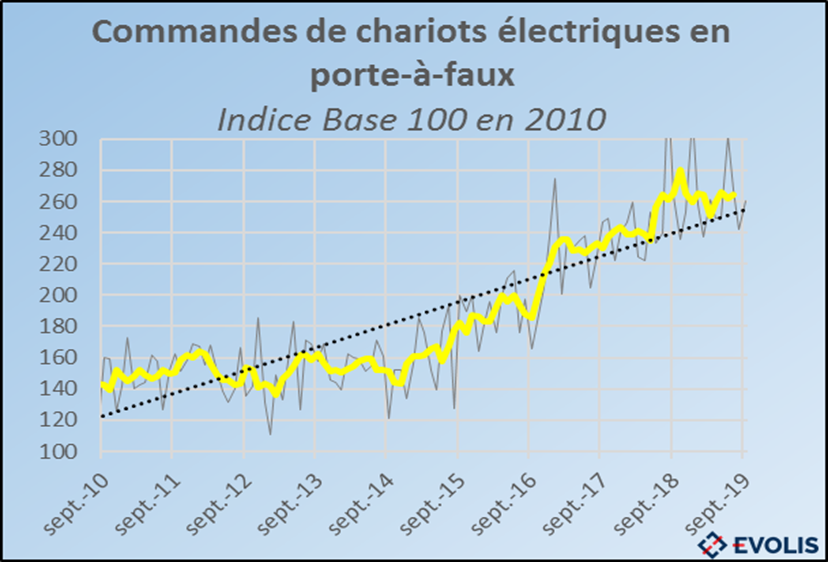 Commandes de chariots électriques en
porte-à-faux
Indice Base 100 en 2010
300
280
260
240
220
200
180
160
140
120
100
sept.-10
sept.-11
sept.-12
sept.-13
sept.-14
sept.-15
sept.-16
sept.-17
sept.-18
sept.-19
EVOLIS